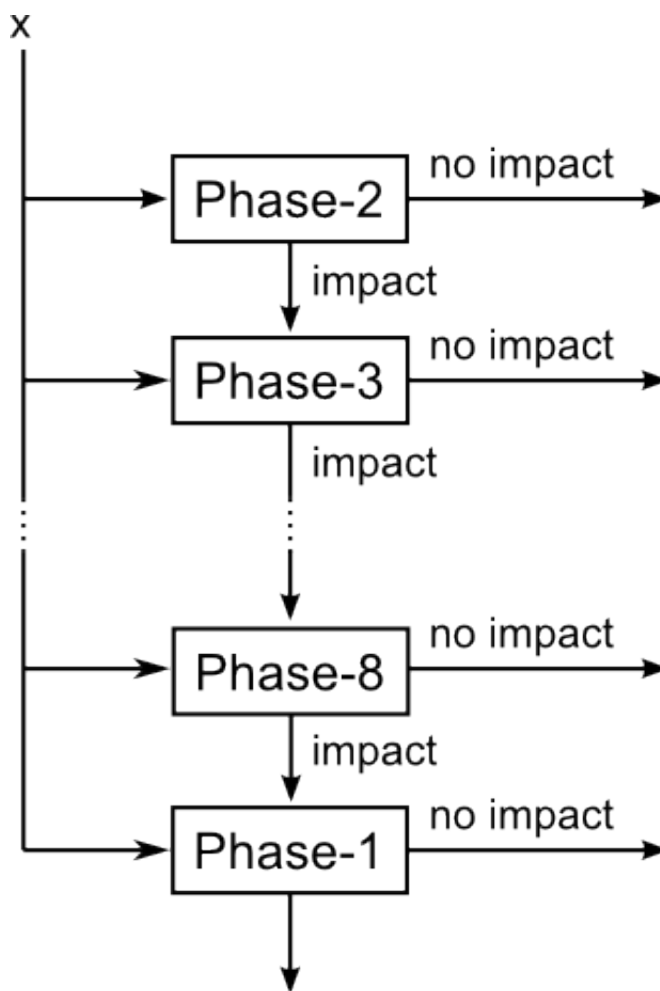 x
no impact
Phase-2
impact
no impact
Phase-3
impact
no impact
Phase-8
impact
no impact
Phase-1